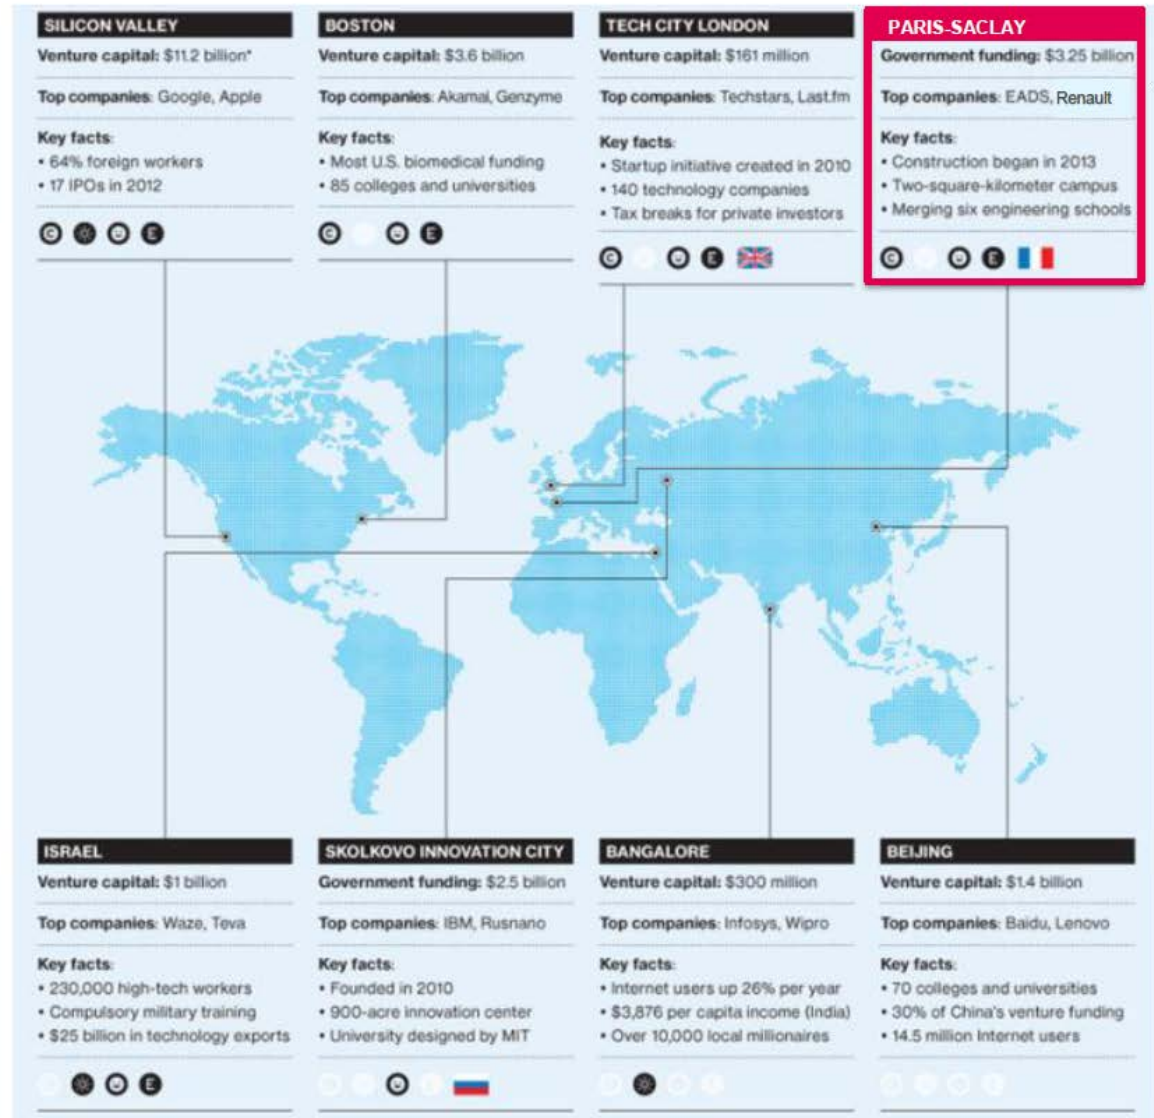 SILICON VALLEY
Venture capital: $11.2 billion*
Top companies: Google, Apple
Key facts:
• 64% foreign workers
• 17 IPOs in 2012
C E
BOSTON
Venture capital: $3.6 billion
Top companies: Akamai, Genzyme
Key facts:
• Most U.S. biomedical funding
• 85 colleges and universities
C E
TECH CITY LONDON
Venture capital: $161 million
Top companies: Techstars, Last.fm
Key facts:
• Startup initiative created in 2010
• 140 technology companies
• Tax breaks for private investors
C E
PARIS-SACLAY
Government funding: $3.25 billion
Top companies: EADS, Renault
Key facts:
• Construction began in 2013
• Two-square-kilometer campus
• Merging six engineering schools
C E
ISRAEL
Venture capital: $1 billion
Top companies: Waze, Teva
Key facts:
• 230,000 high-tech workers
• Compulsory military training
• $25 billion in technology exports
E
SKOLKOVO INNOVATION CITY
Government funding: $2.5 billion
Top companies: IBM, Rusnano
Key facts:
• Founded in 2010
• 900-acre innovation center
• University designed by MIT
BANGALORE
Venture capital: $300 million
Top companies: Infosys, Wipro
Key facts:
• Internet users up 26% per year
• $3,876 per capita income (India)
• Over 10,000 local millionaires
BEIJING
Venture capital: $1.4 billion
Top companies: Baidu, Lenovo
Key facts:
• 70 colleges and universities
• 30% of China's venture funding
• 14.5 million Internet users